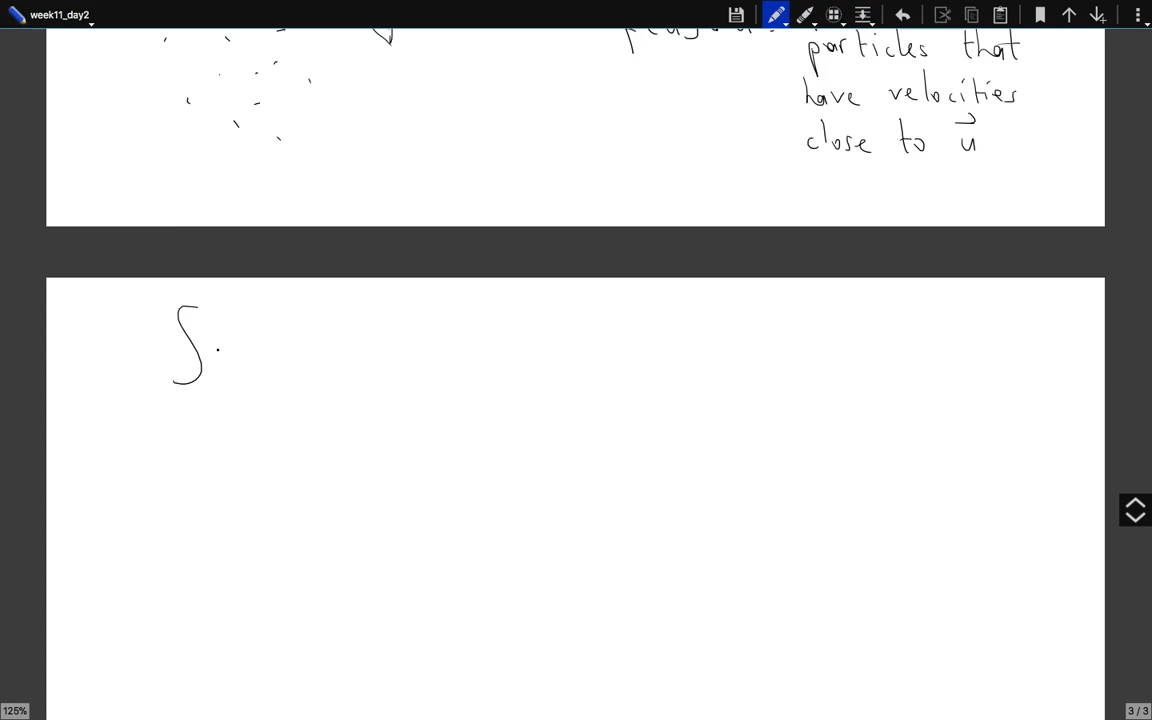 week11_day2
particles that
have velocities
close to u⃗
∫
125%
3 / 3